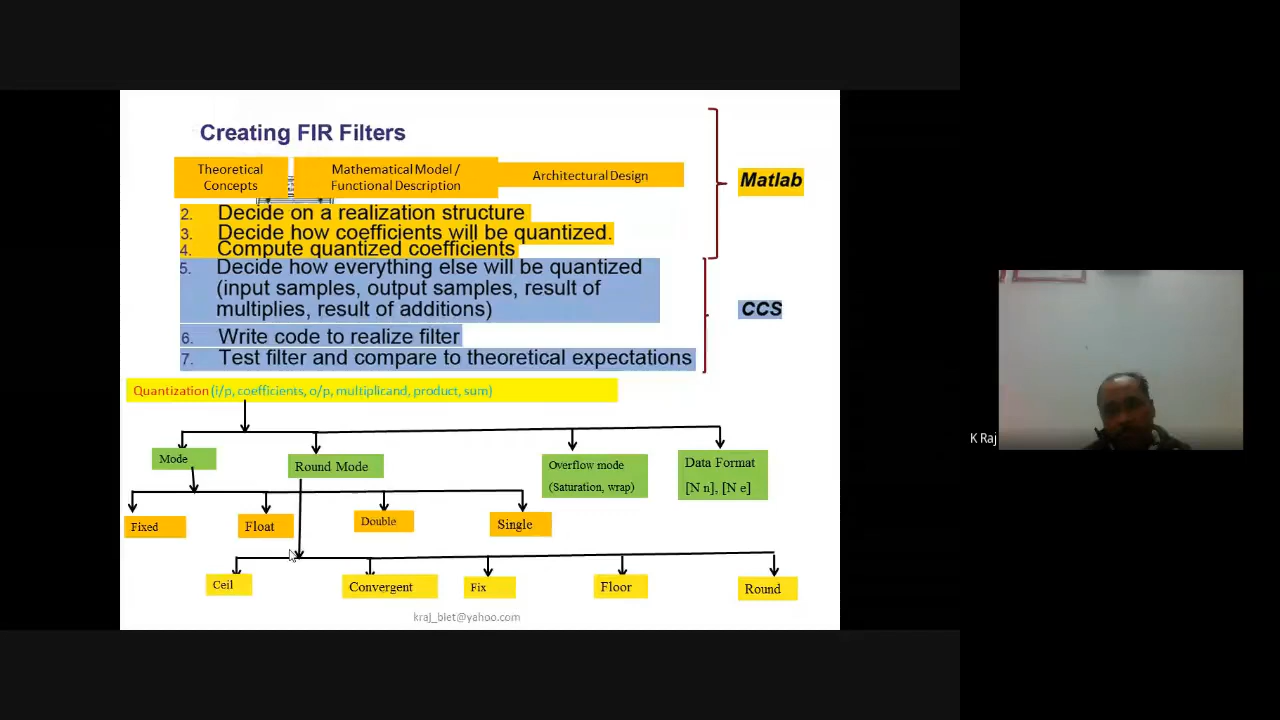 Creating FIR Filters
Theoretical
Concepts
Mathematical Model /
Functional Description
Architectural Design
Matlab
2. Decide on a realization structure
3. Decide how coefficients will be quantized.
4. Compute quantized coefficients
5. Decide how everything else will be quantized
(input samples, output samples, result of
multiplies, result of additions)
CCS
6. Write code to realize filter
7. Test filter and compare to theoretical expectations
Quantization (i/p, coefficients, o/p, multiplicand, product, sum)
Mode
Round Mode
Overflow mode
(Saturation, wrap)
Data Format
[N n], [N e]
Fixed
Float
Double
Single
Ceil
Convergent
Fix
Floor
Round
kraj_biet@yahoo.com
K Raj